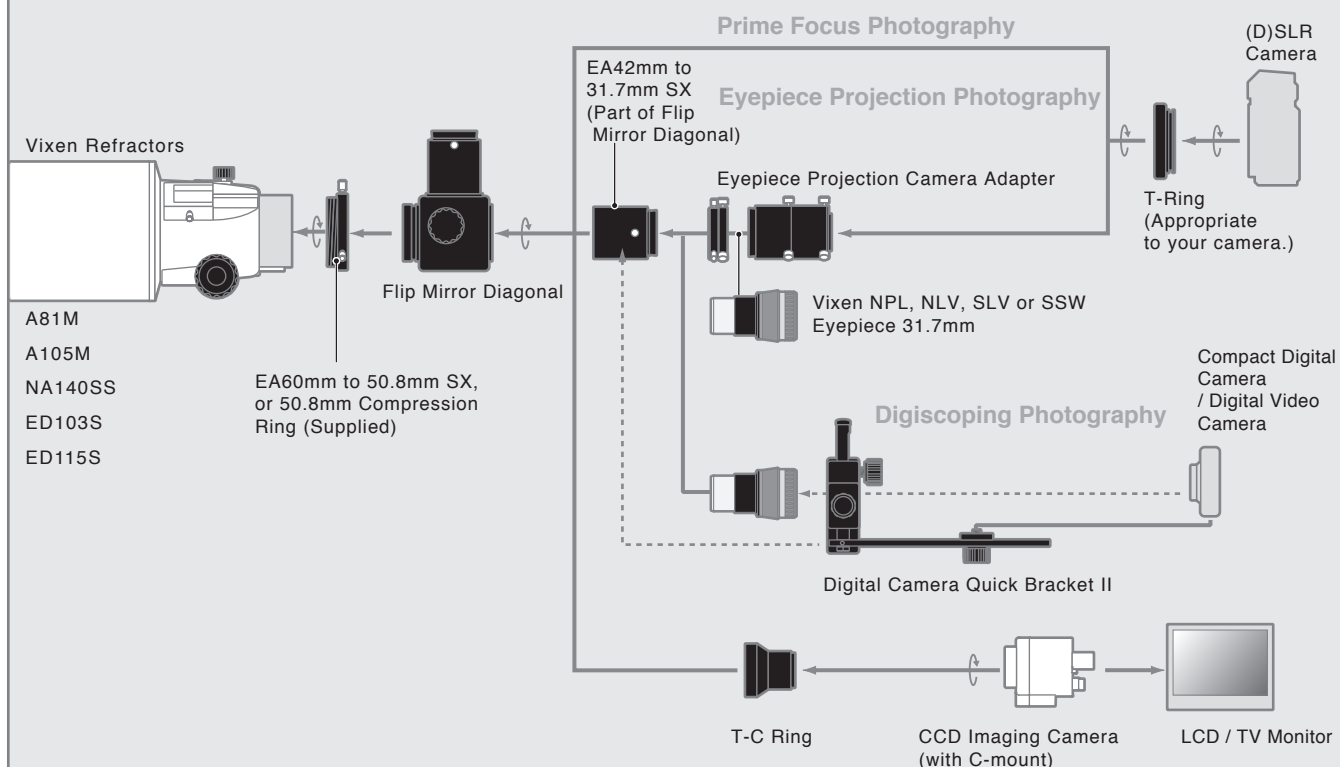 Prime Focus Photography
(D)SLR
Camera
EA42mm to
31.7mm SX
(Part of Flip
Mirror Diagonal)
Eyepiece Projection Photography
Vixen Refractors
Eyepiece Projection Camera Adapter
T-Ring
(Appropriate
to your camera.)
Flip Mirror Diagonal
Vixen NPL, NLV, SLV or SSW
Eyepiece 31.7mm
A81M
A105M
NA140SS
ED103S
ED115S
EA60mm to 50.8mm SX,
or 50.8mm Compression
Ring (Supplied)
Compact Digital
Camera
/ Digital Video
Camera
Digiscoping Photography
Digital Camera Quick Bracket II
T-C Ring
CCD Imaging Camera
(with C-mount)
LCD / TV Monitor